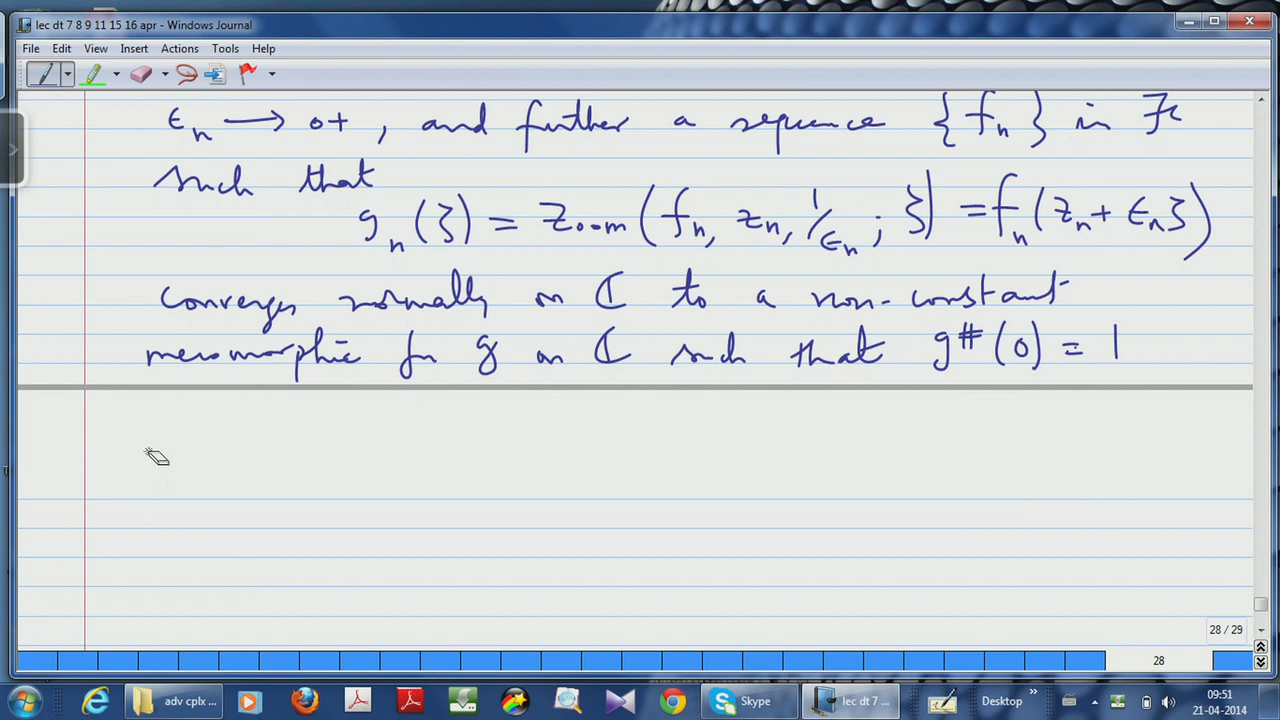 lec dt 7 8 9 11 15 16 apr - Windows Journal
File Edit View Insert Actions Tools Help
ϵn ⟶ 0+ , and further a sequence {fn} in ℱ
such that
gn(ζ) = Zoom(fn, zn, 1/ϵn; ζ) = fn(zn + ϵnζ)
converges normally on ℂ to a non-constant
meromorphic fn g on ℂ such that g#(0) = 1
28 / 29
28
adv cplx ... Skype lec dt 7 ... Desktop » 09:51
21-04-2014